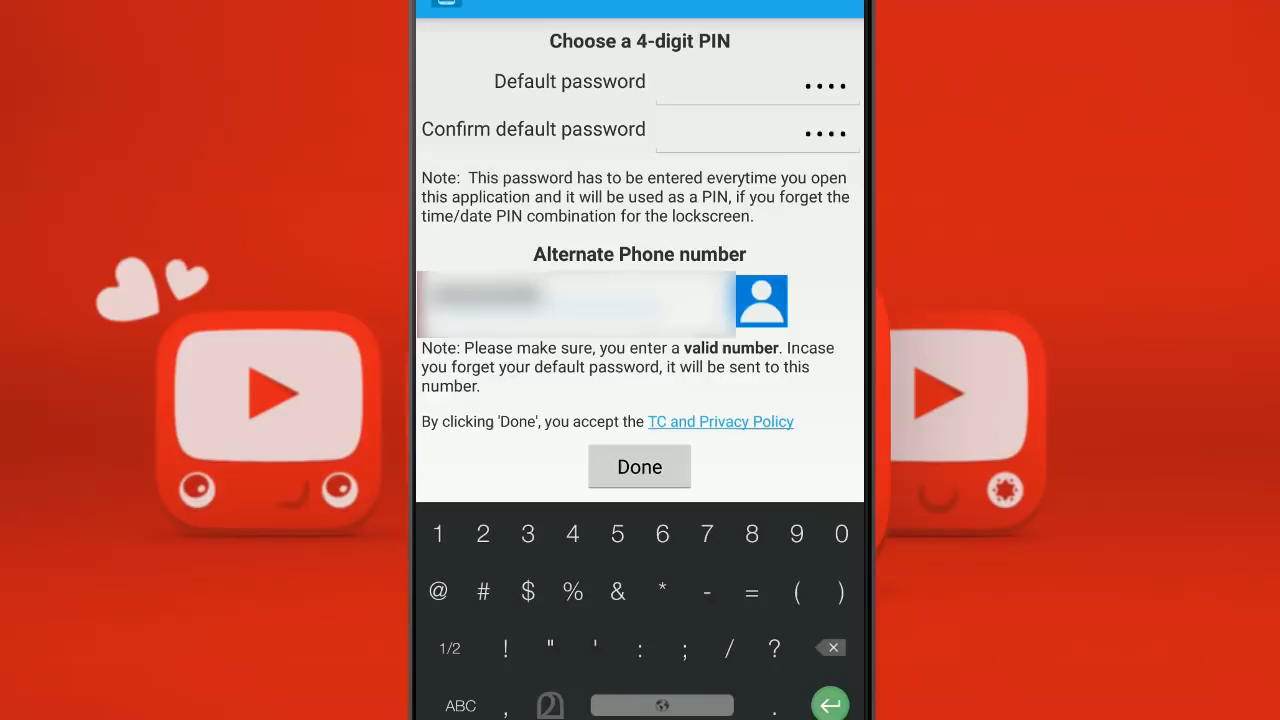 Choose a 4-digit PIN
Default password ••••
Confirm default password ••••
Note:  This password has to be entered everytime you open
this application and it will be used as a PIN, if you forget the
time/date PIN combination for the lockscreen.
Alternate Phone number
Note: Please make sure, you enter a valid number. Incase
you forget your default password, it will be sent to this
number.
By clicking 'Done', you accept the TC and Privacy Policy
Done
1 2 3 4 5 6 7 8 9 0
@ # $ % & * - = ( )
1/2 ! " ' : ; / ?
ABC , .